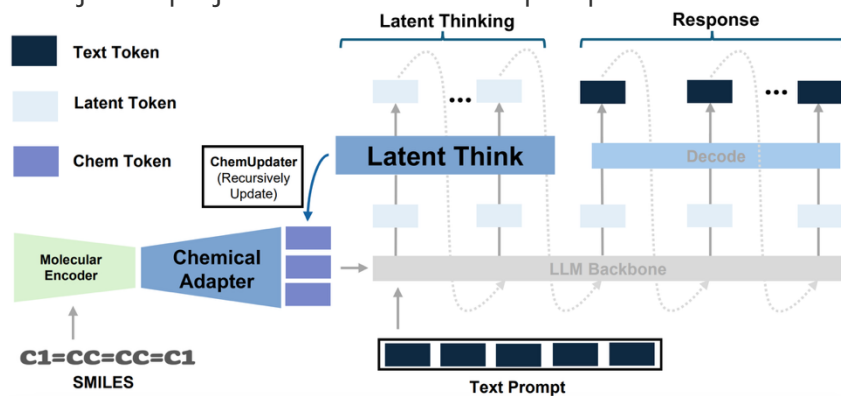 Latent Thinking
Response
Text Token
Latent Token
Chem Token
...
...
ChemUpdater
(Recursively
Update)
Latent Think
Decode
Molecular
Encoder
Chemical
Adapter
LLM Backbone
C1=CC=CC=C1
SMILES
Text Prompt